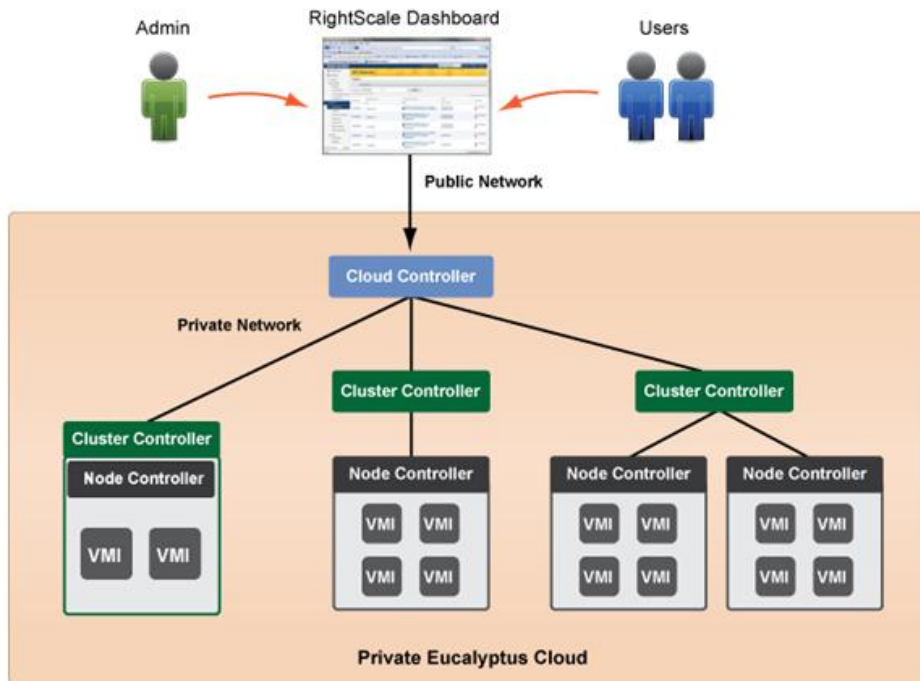 Admin
RightScale Dashboard
Users
Public Network
Cloud Controller
Private Network
Cluster Controller
Cluster Controller
Cluster Controller
Node Controller
Node Controller
Node Controller
Node Controller
VMI VMI
VMI VMI
VMI VMI
VMI VMI
VMI VMI
VMI VMI
VMI VMI
Private Eucalyptus Cloud